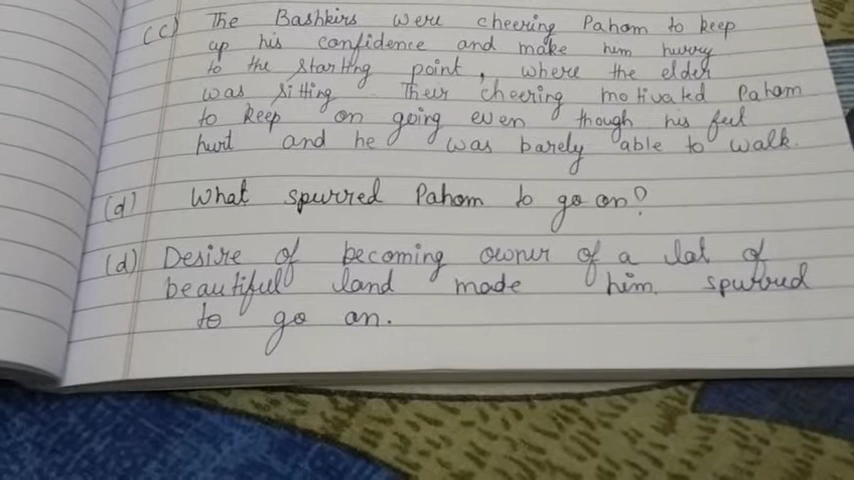 (c) The Bashkirs were cheering Pahom to keep
up his confidence and make him hurry
to the starting point, where the elder
was sitting Their cheering motivated Pahom
to keep on going even though his feet
hurt and he was barely able to walk.
(d) What spurred Pahom to go on?
(d) Desire of becoming owner of a lot of
beautiful land made him spurred
to go on.